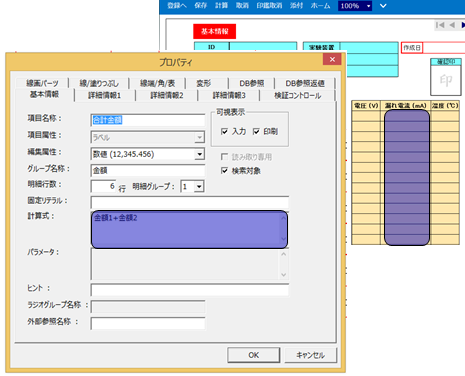 登録へ 保存 計算 取消 印鑑取消 添付 ホーム 100%
基本情報
ID 実験装置 作成日
確認印
プロパティ
線画パーツ 線/塗りつぶし 線端/角/表 変形 DB参照 DB参照返値
基本情報 詳細情報1 詳細情報2 詳細情報3 検証コントロール
項目名称: 合計金額
可視表示
項目属性: ラベル
入力 印刷
編集属性: 数値 (12,345.456)
読み取り専用
グループ名称: 金額
検索対象
明細行数: 6 行 明細グループ: 1
固定リテラル:
計算式: 金額1+金額2
パラメータ:
ヒント:
ラジオグループ名称:
外部参照名称:
OK キャンセル
電圧 (V) 漏れ電流 (mA) 温度 (℃)